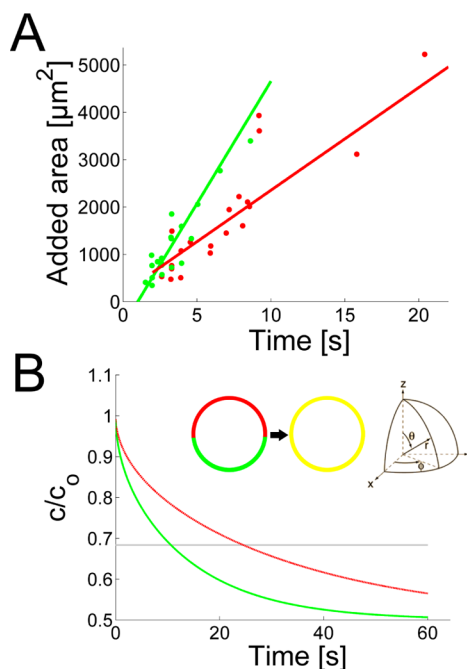 A
Added area [µm²]
5000
4000
3000
2000
1000
0
0 5 10 15 20
Time [s]
B
c/c₀
1.1
1
0.9
0.8
0.7
0.6
0.5
0 20 40 60
Time [s]
z
θ
r
ϕ
x